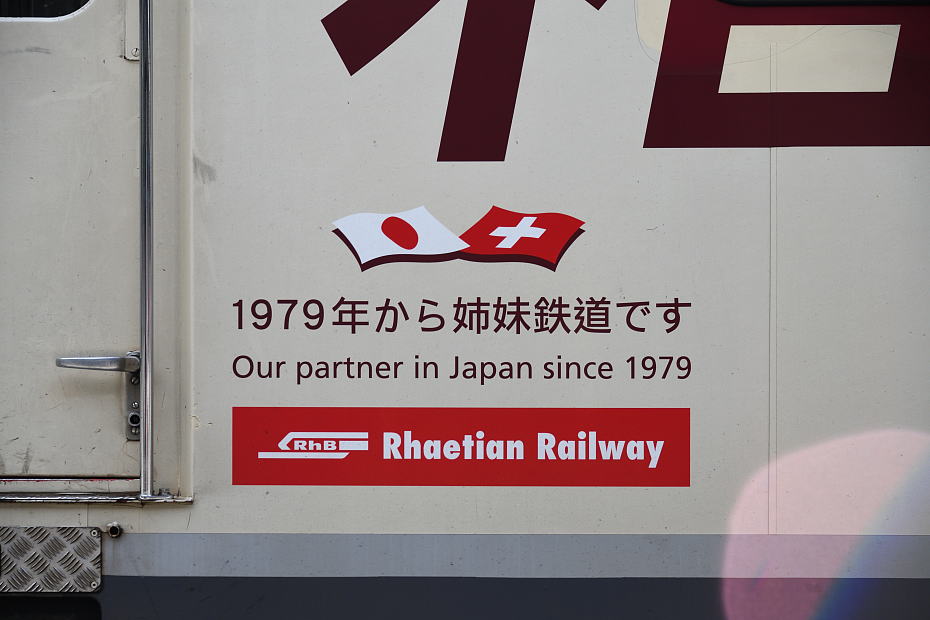 1979年から姉妹鉄道です
Our partner in Japan since 1979
RhB Rhaetian Railway